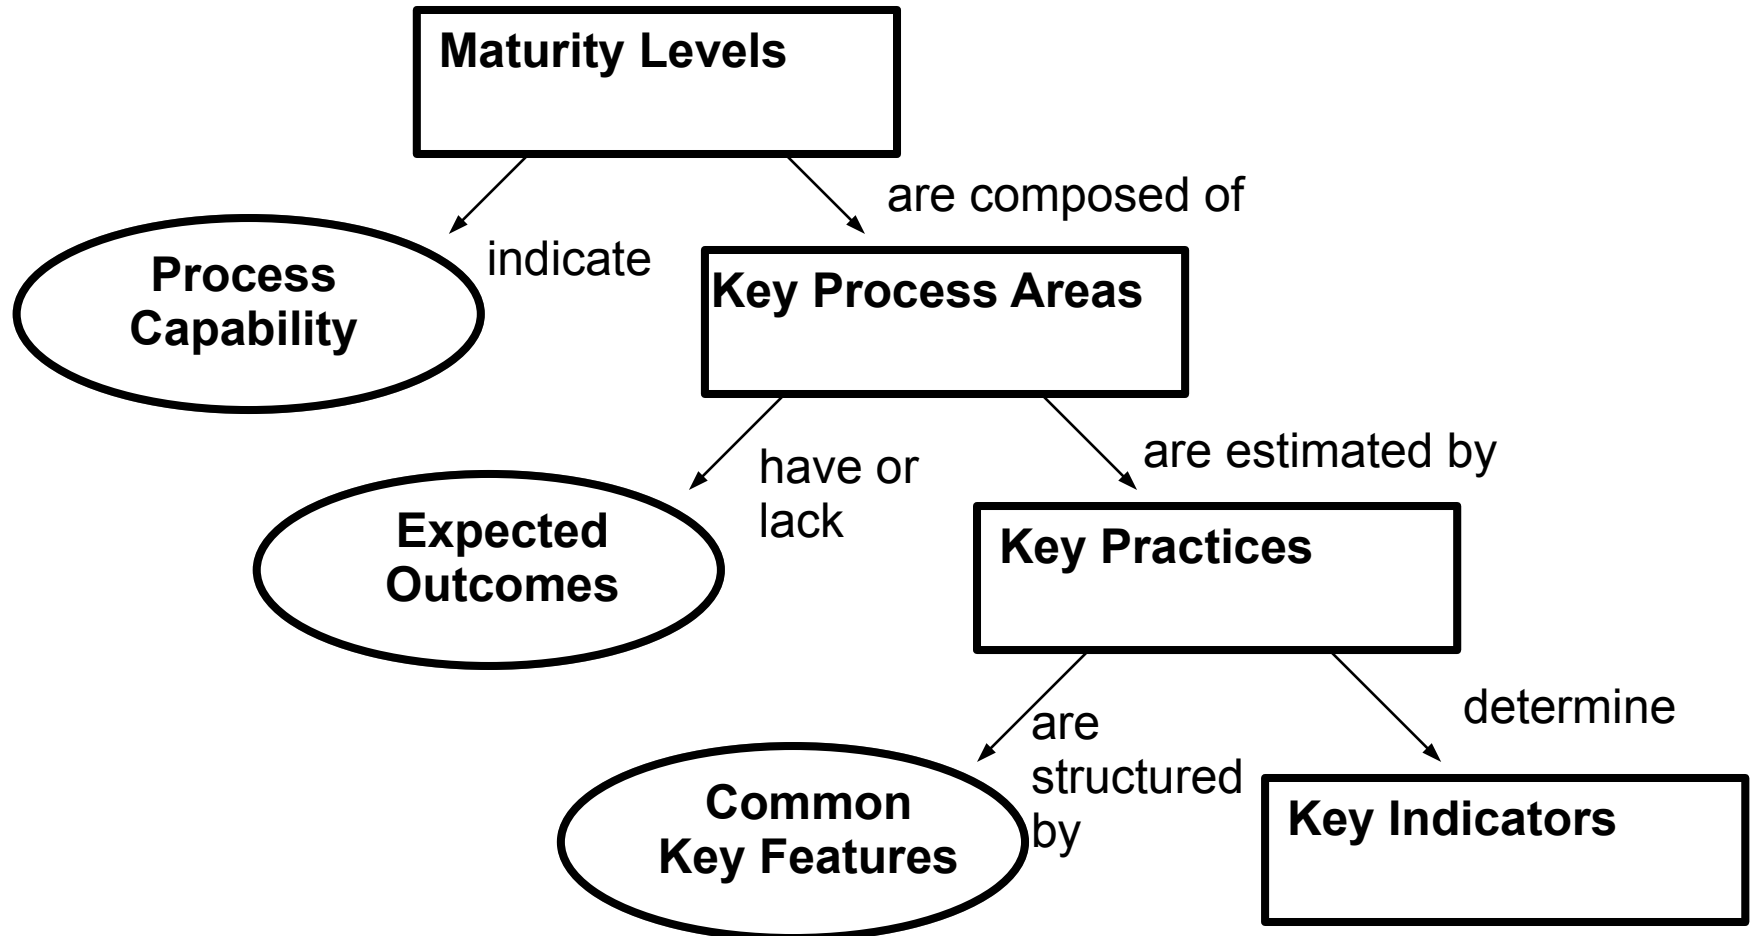 Maturity Levels
are composed of
indicate
Process
Capability
Key Process Areas
have or
lack
are estimated by
Expected
Outcomes
Key Practices
are
structured
by
determine
Common
Key Features
Key Indicators